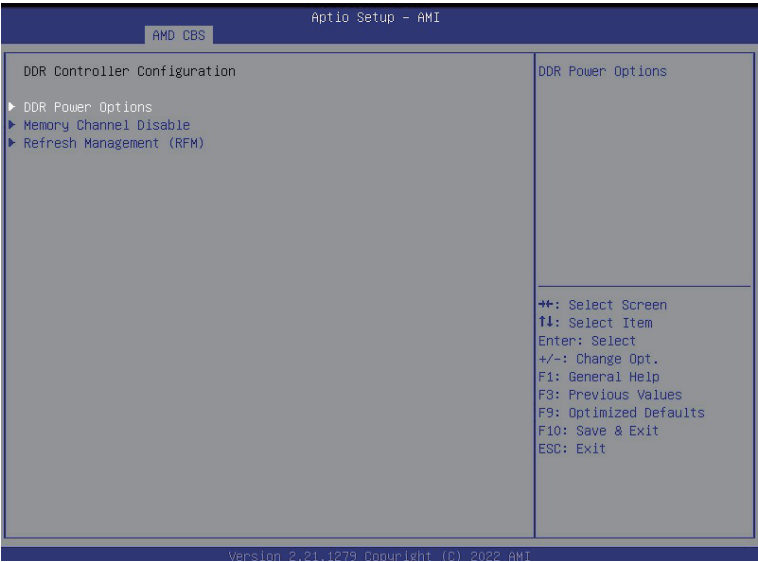 Aptio Setup – AMI
AMD CBS
DDR Controller Configuration
DDR Power Options
Memory Channel Disable
Refresh Management (RFM)
DDR Power Options
→←: Select Screen
↑↓: Select Item
Enter: Select
+/-: Change Opt.
F1: General Help
F3: Previous Values
F9: Optimized Defaults
F10: Save & Exit
ESC: Exit
Version 2.21.1279 Copyright (C) 2022 AMI